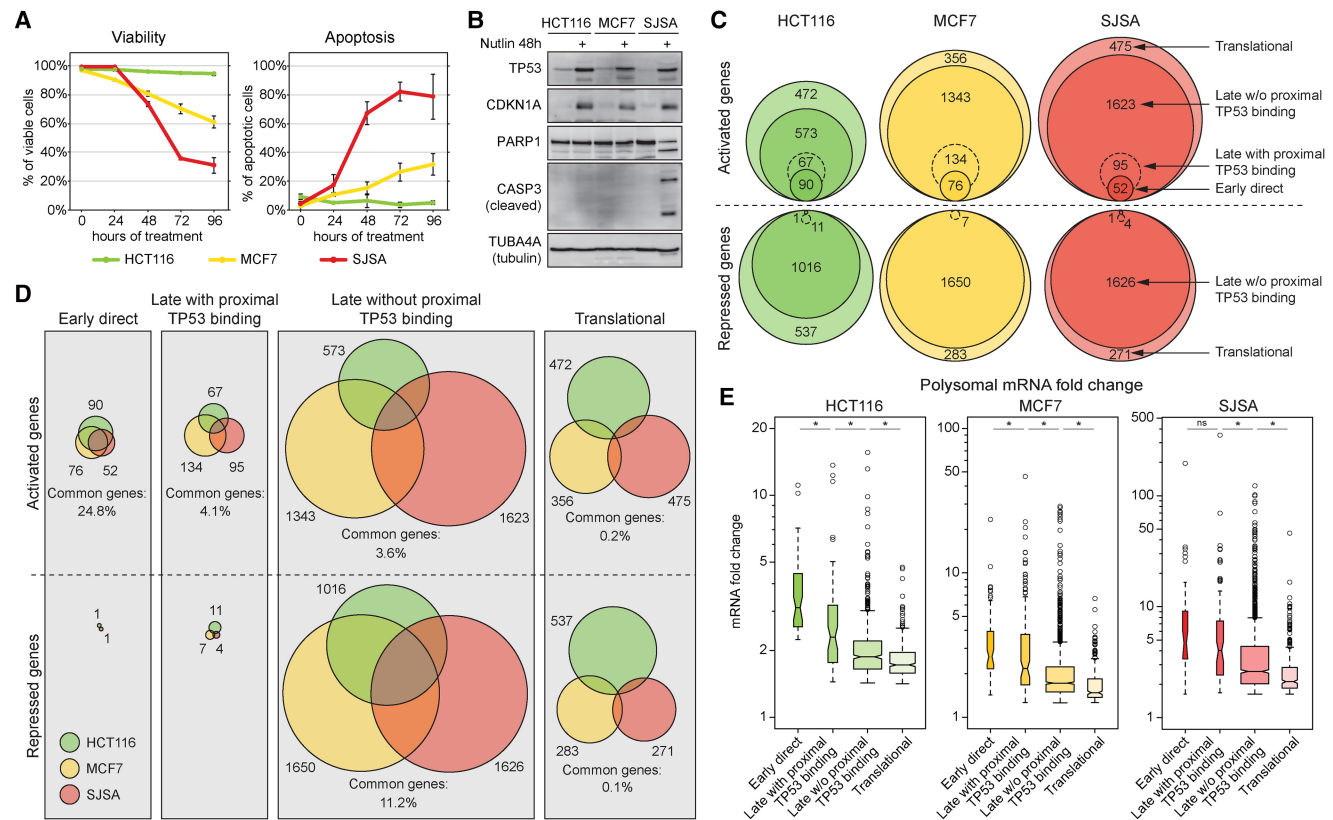 A
Viability
Apoptosis
% of viable cells
100%
80%
60%
40%
20%
0%
0 24 48 72 96
hours of treatment
% of apoptotic cells
100%
80%
60%
40%
20%
0%
0 24 48 72 96
hours of treatment
HCT116 MCF7 SJSA
B
HCT116 MCF7 SJSA
Nutlin 48h + + +
TP53
CDKN1A
PARP1
CASP3
(cleaved)
TUBA4A
(tubulin)
C
HCT116 MCF7 SJSA
Activated genes
Repressed genes
472
573
67
90
356
1343
134
76
475
1623
95
52
Translational
Late w/o proximal
TP53 binding
Late with proximal
TP53 binding
Early direct
1 11
1016
537
7
1650
283
1 4
1626
271
Late w/o proximal
TP53 binding
Translational
D
Early direct
Late with proximal
TP53 binding
Late without proximal
TP53 binding
Translational
Activated genes
90
76 52
Common genes:
24.8%
67
134 95
Common genes:
4.1%
573
1343 1623
Common genes:
3.6%
472
356 475
Common genes:
0.2%
Repressed genes
1
1
11
7 4
1016
1650 1626
Common genes:
11.2%
537
283 271
Common genes:
0.1%
HCT116
MCF7
SJSA
E
Polysomal mRNA fold change
HCT116 MCF7 SJSA
mRNA fold change
20
10
5
2
1
* * *
Early direct
Late with proximal
TP53 binding
Late w/o proximal
TP53 binding
Translational
100
50
10
5
1
* * *
Early direct
Late with proximal
TP53 binding
Late w/o proximal
TP53 binding
Translational
500
100
50
10
5
1
ns * *
Early direct
Late with proximal
TP53 binding
Late w/o proximal
TP53 binding
Translational